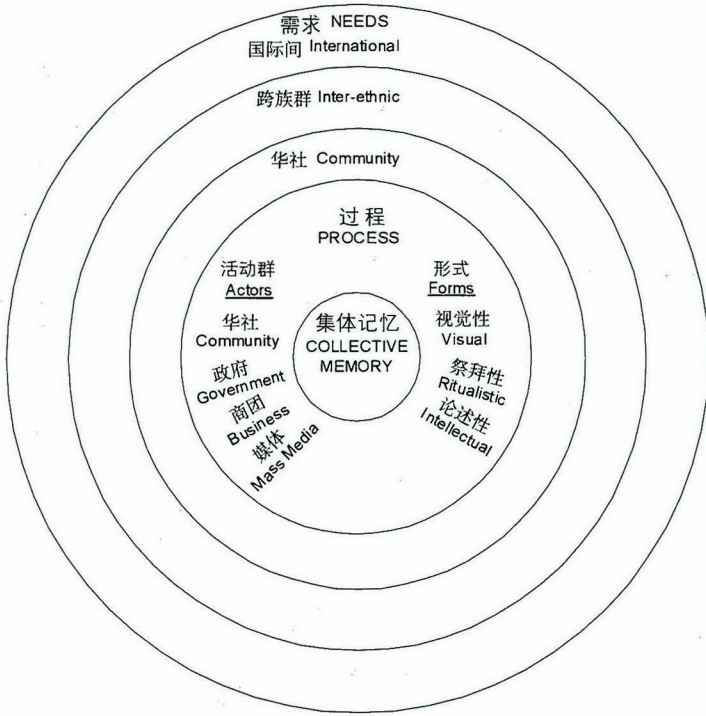 需求 NEEDS
国际间 International
跨族群 Inter-ethnic
华社 Community
过程
PROCESS
活动群
Actors
华社
Community
政府
Government
商团
Business
媒体
Mass Media
集体记忆
COLLECTIVE
MEMORY
形式
Forms
视觉性
Visual
祭拜性
Ritualistic
论述性
Intellectual